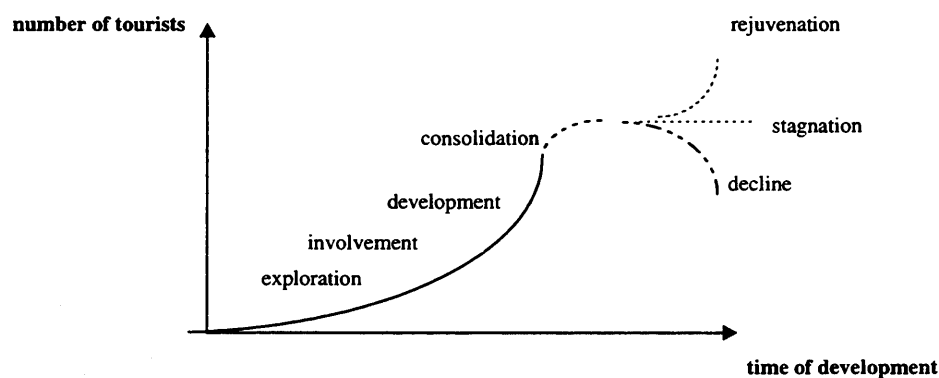 number of tourists
rejuvenation
stagnation
consolidation
decline
development
involvement
exploration
time of development